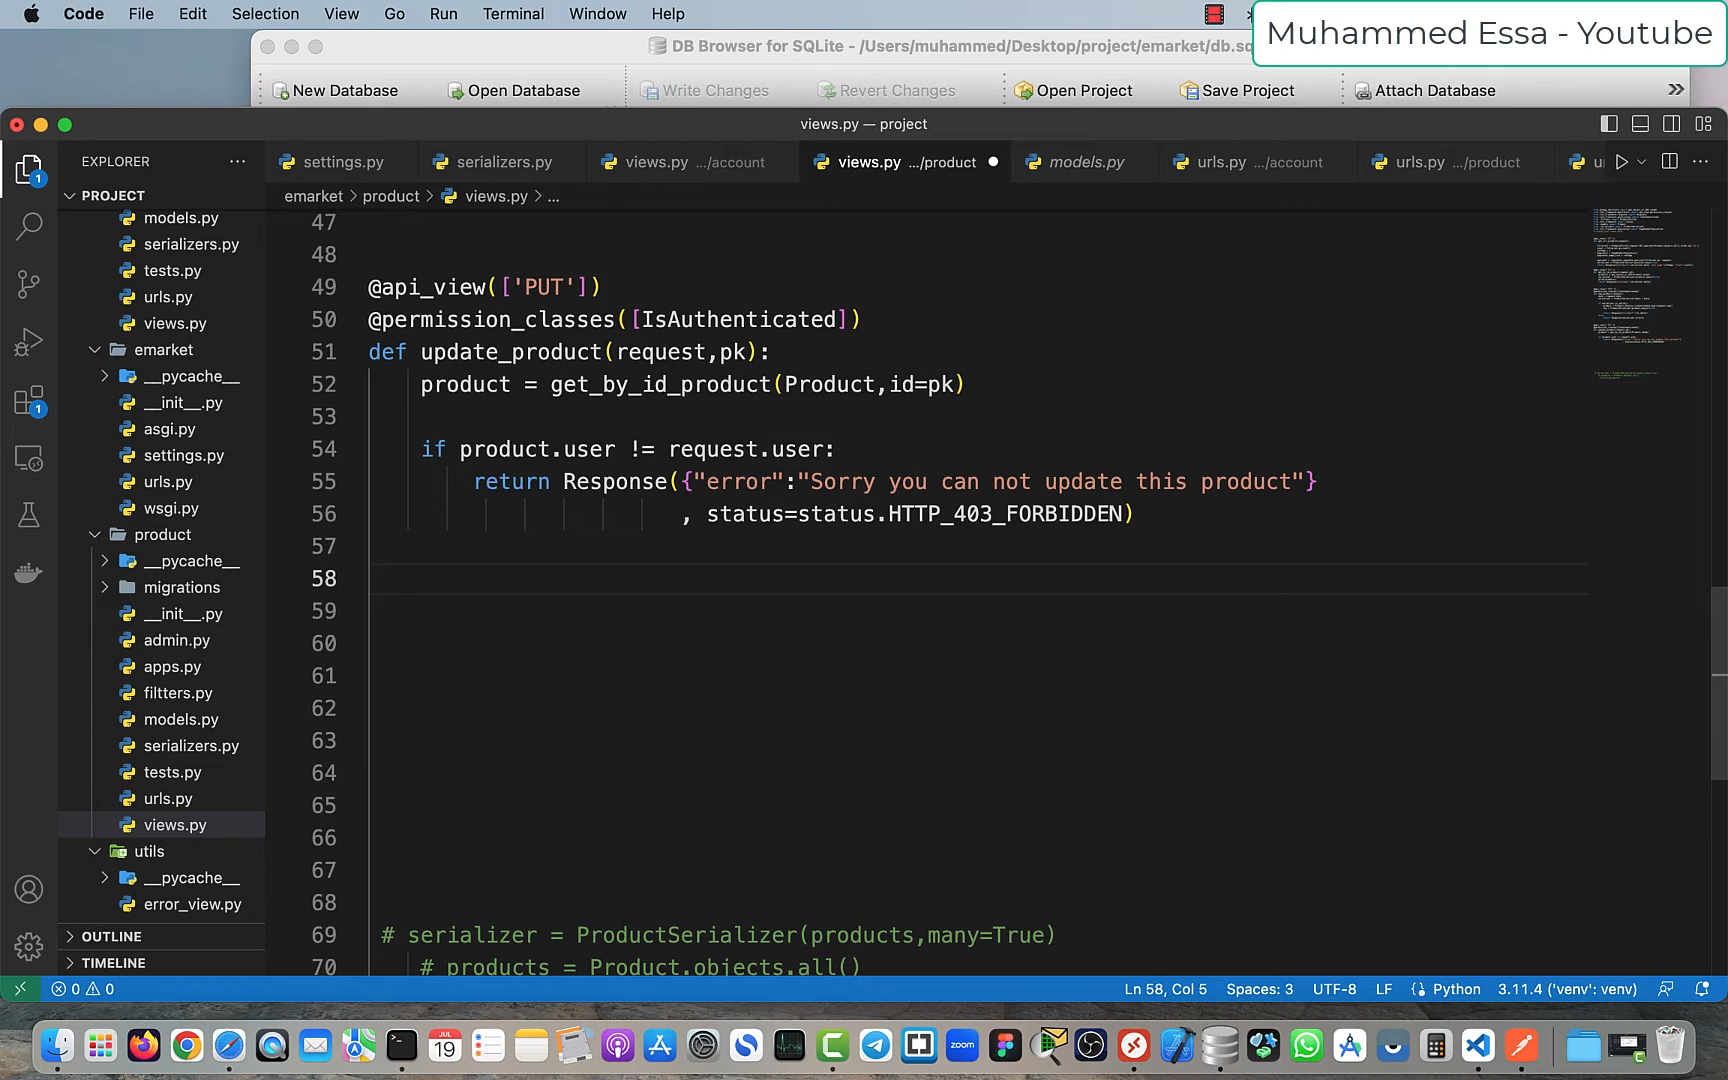 Code File Edit Selection View Go Run Terminal Window Help
Muhammed Essa - Youtube
DB Browser for SQLite - /Users/muhammed/Desktop/project/emarket/db.sq
New Database Open Database Write Changes Revert Changes Open Project Save Project Attach Database
views.py — project
EXPLORER
settings.py serializers.py views.py .../account views.py .../product models.py urls.py .../account urls.py .../product
PROJECT
emarket > product > views.py > ...
models.py
serializers.py
tests.py
urls.py
views.py
emarket
__pycache__
__init__.py
asgi.py
settings.py
urls.py
wsgi.py
product
__pycache__
migrations
__init__.py
admin.py
apps.py
filtters.py
models.py
serializers.py
tests.py
urls.py
views.py
utils
__pycache__
error_view.py
OUTLINE
TIMELINE
1
1
47
48
49 @api_view(['PUT'])
50 @permission_classes([IsAuthenticated])
51 def update_product(request,pk):
52 product = get_by_id_product(Product,id=pk)
53
54 if product.user != request.user:
55 return Response({"error":"Sorry you can not update this product"}
56 , status=status.HTTP_403_FORBIDDEN)
57
58
59
60
61
62
63
64
65
66
67
68
69 # serializer = ProductSerializer(products,many=True)
70 # products = Product.objects.all()
0 0 Ln 58, Col 5 Spaces: 3 UTF-8 LF Python 3.11.4 ('venv': venv)
JUL
19
zoom